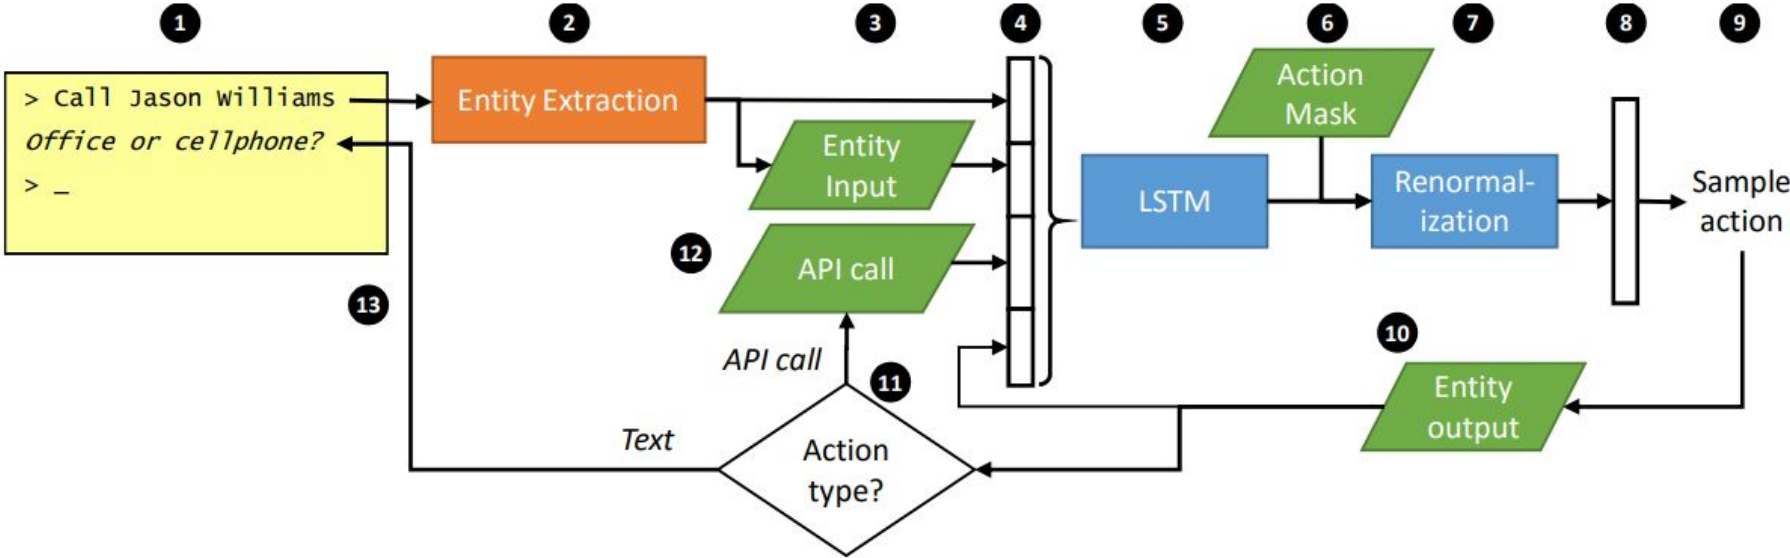 1 2 3 4 5 6 7 8 9
> Call Jason Williams
Office or cellphone?
> _
Entity Extraction
Entity
Input
12
API call
13
API call
11
Text
Action
type?
LSTM
Action
Mask
Renormal-
ization
Sample
action
10
Entity
output